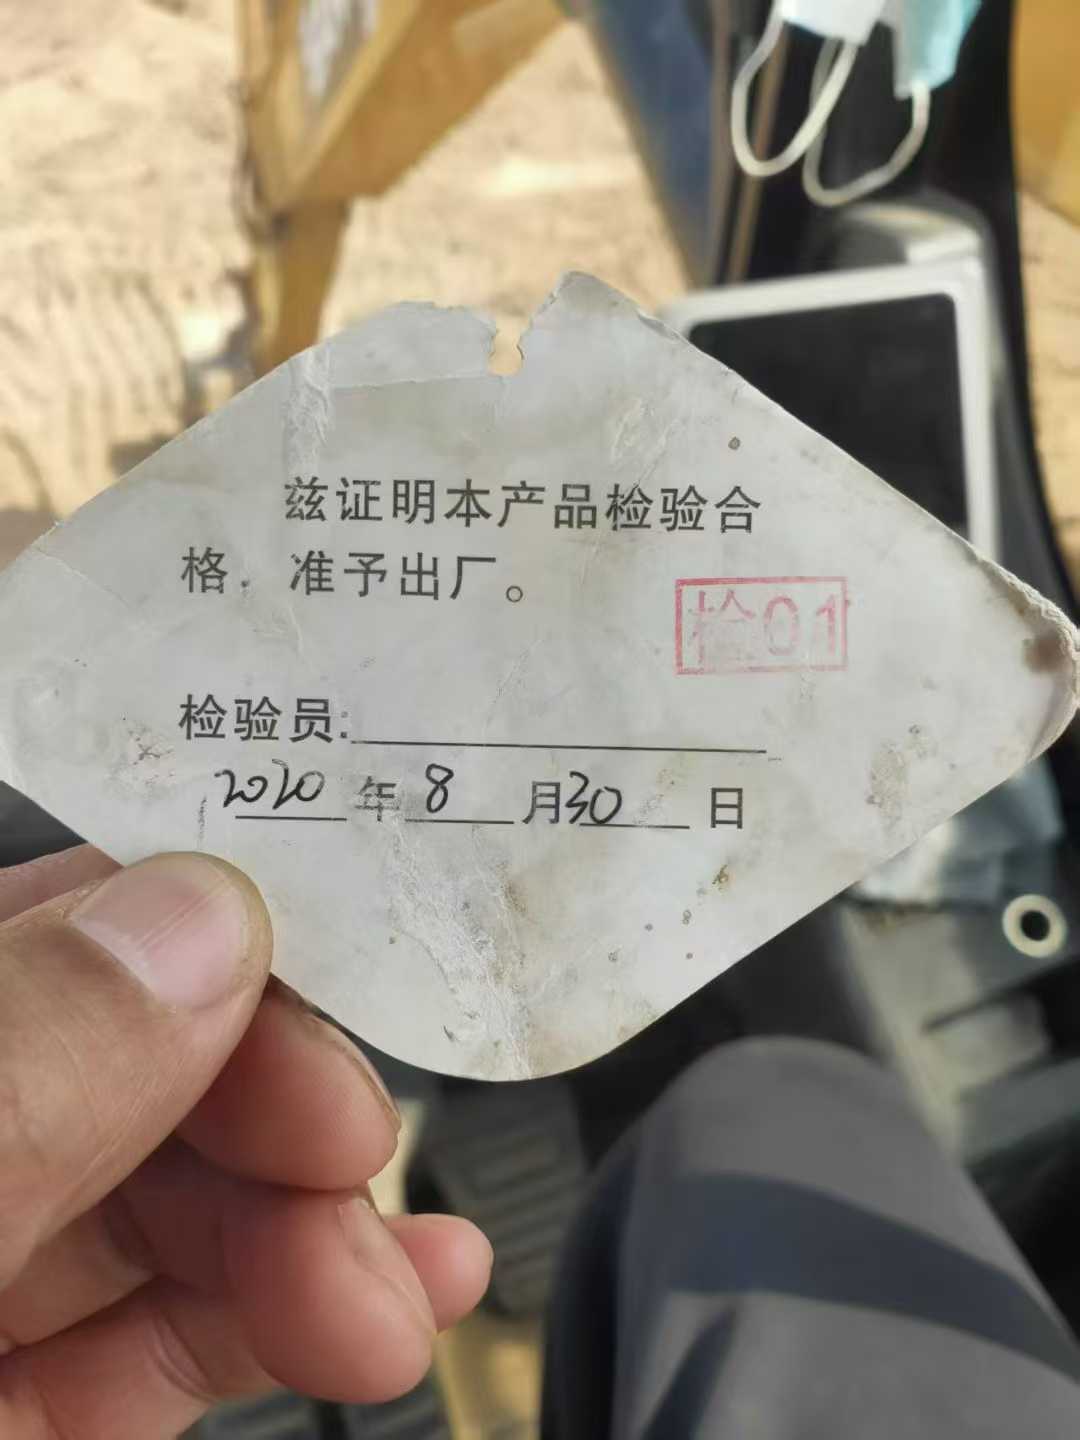 兹证明本产品检验合
格，准予出厂。
检01
检验员:
2020年8月30日